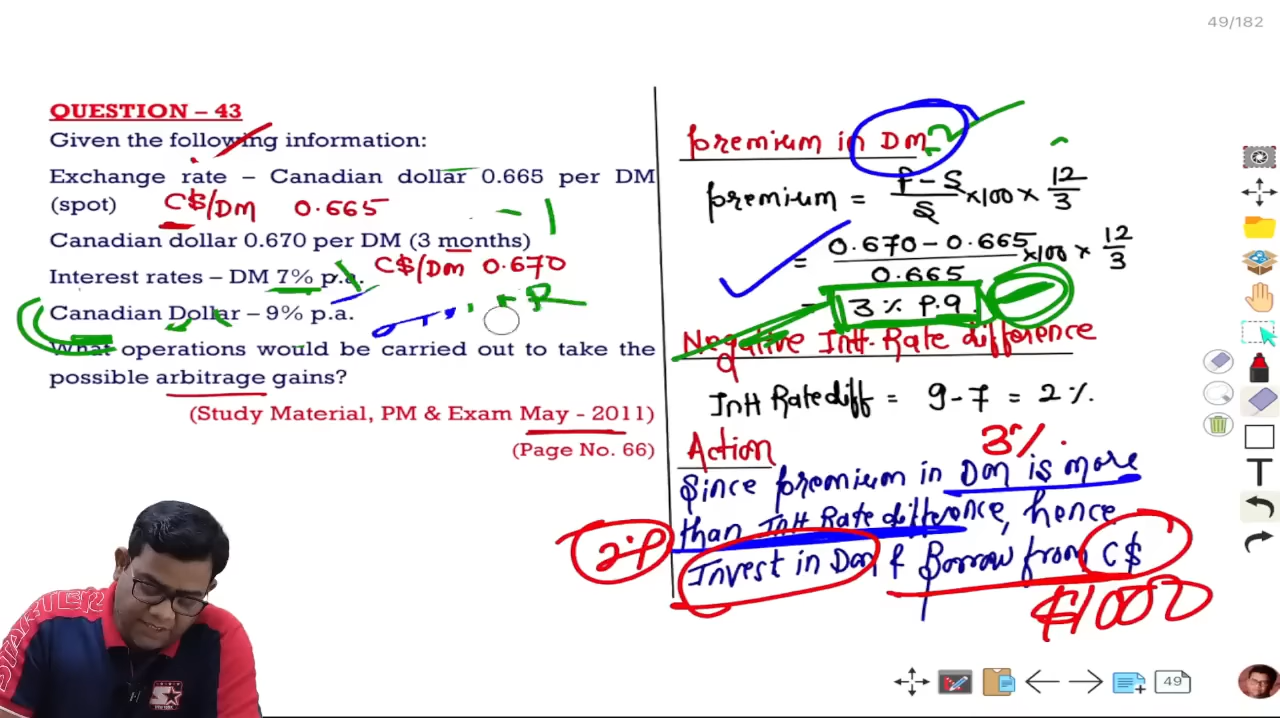 49/182
QUESTION – 43
Given the following information:
Exchange rate – Canadian dollar 0.665 per DM
(spot) C$/Dm 0.665
Canadian dollar 0.670 per DM (3 months)
C$/Dm 0.670
Interest rates – DM 7% p.a.
Canadian Dollar – 9% p.a.
What operations would be carried out to take the
possible arbitrage gains?
(Study Material, PM & Exam May - 2011)
(Page No. 66)
premium in Dm
premium = F - S / S ×100 × 12/3
= 0.670 - 0.665 / 0.665 ×100 × 12/3
= 3% P.a
Negative Intt. Rate difference
Intt Rate diff = 9 - 7 = 2%.
Action
3%
Since premium in Dm is more
than Intt Rate difference, hence
Invest in Dm & Borrow from C$
$1000
T
49